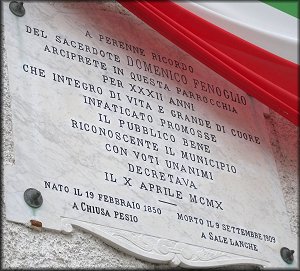 A PERENNE RICORDO
DEL SACERDOTE DOMENICO FENOGLIO
ARCIPRETE IN QUESTA PARROCCHIA
PER XXXII ANNI
CHE INTEGRO DI VITA E GRANDE DI CUORE
INFATICATO PROMOSSE
IL PUBBLICO BENE
RICONOSCENTE IL MUNICIPIO
CON VOTI UNANIMI
DECRETAVA
IL X APRILE MCMX
NATO IL 19 FEBBRAIO 1850
A CHIUSA PESIO
MORTO IL 9 SETTEMBRE 1909
A SALE LANGHE